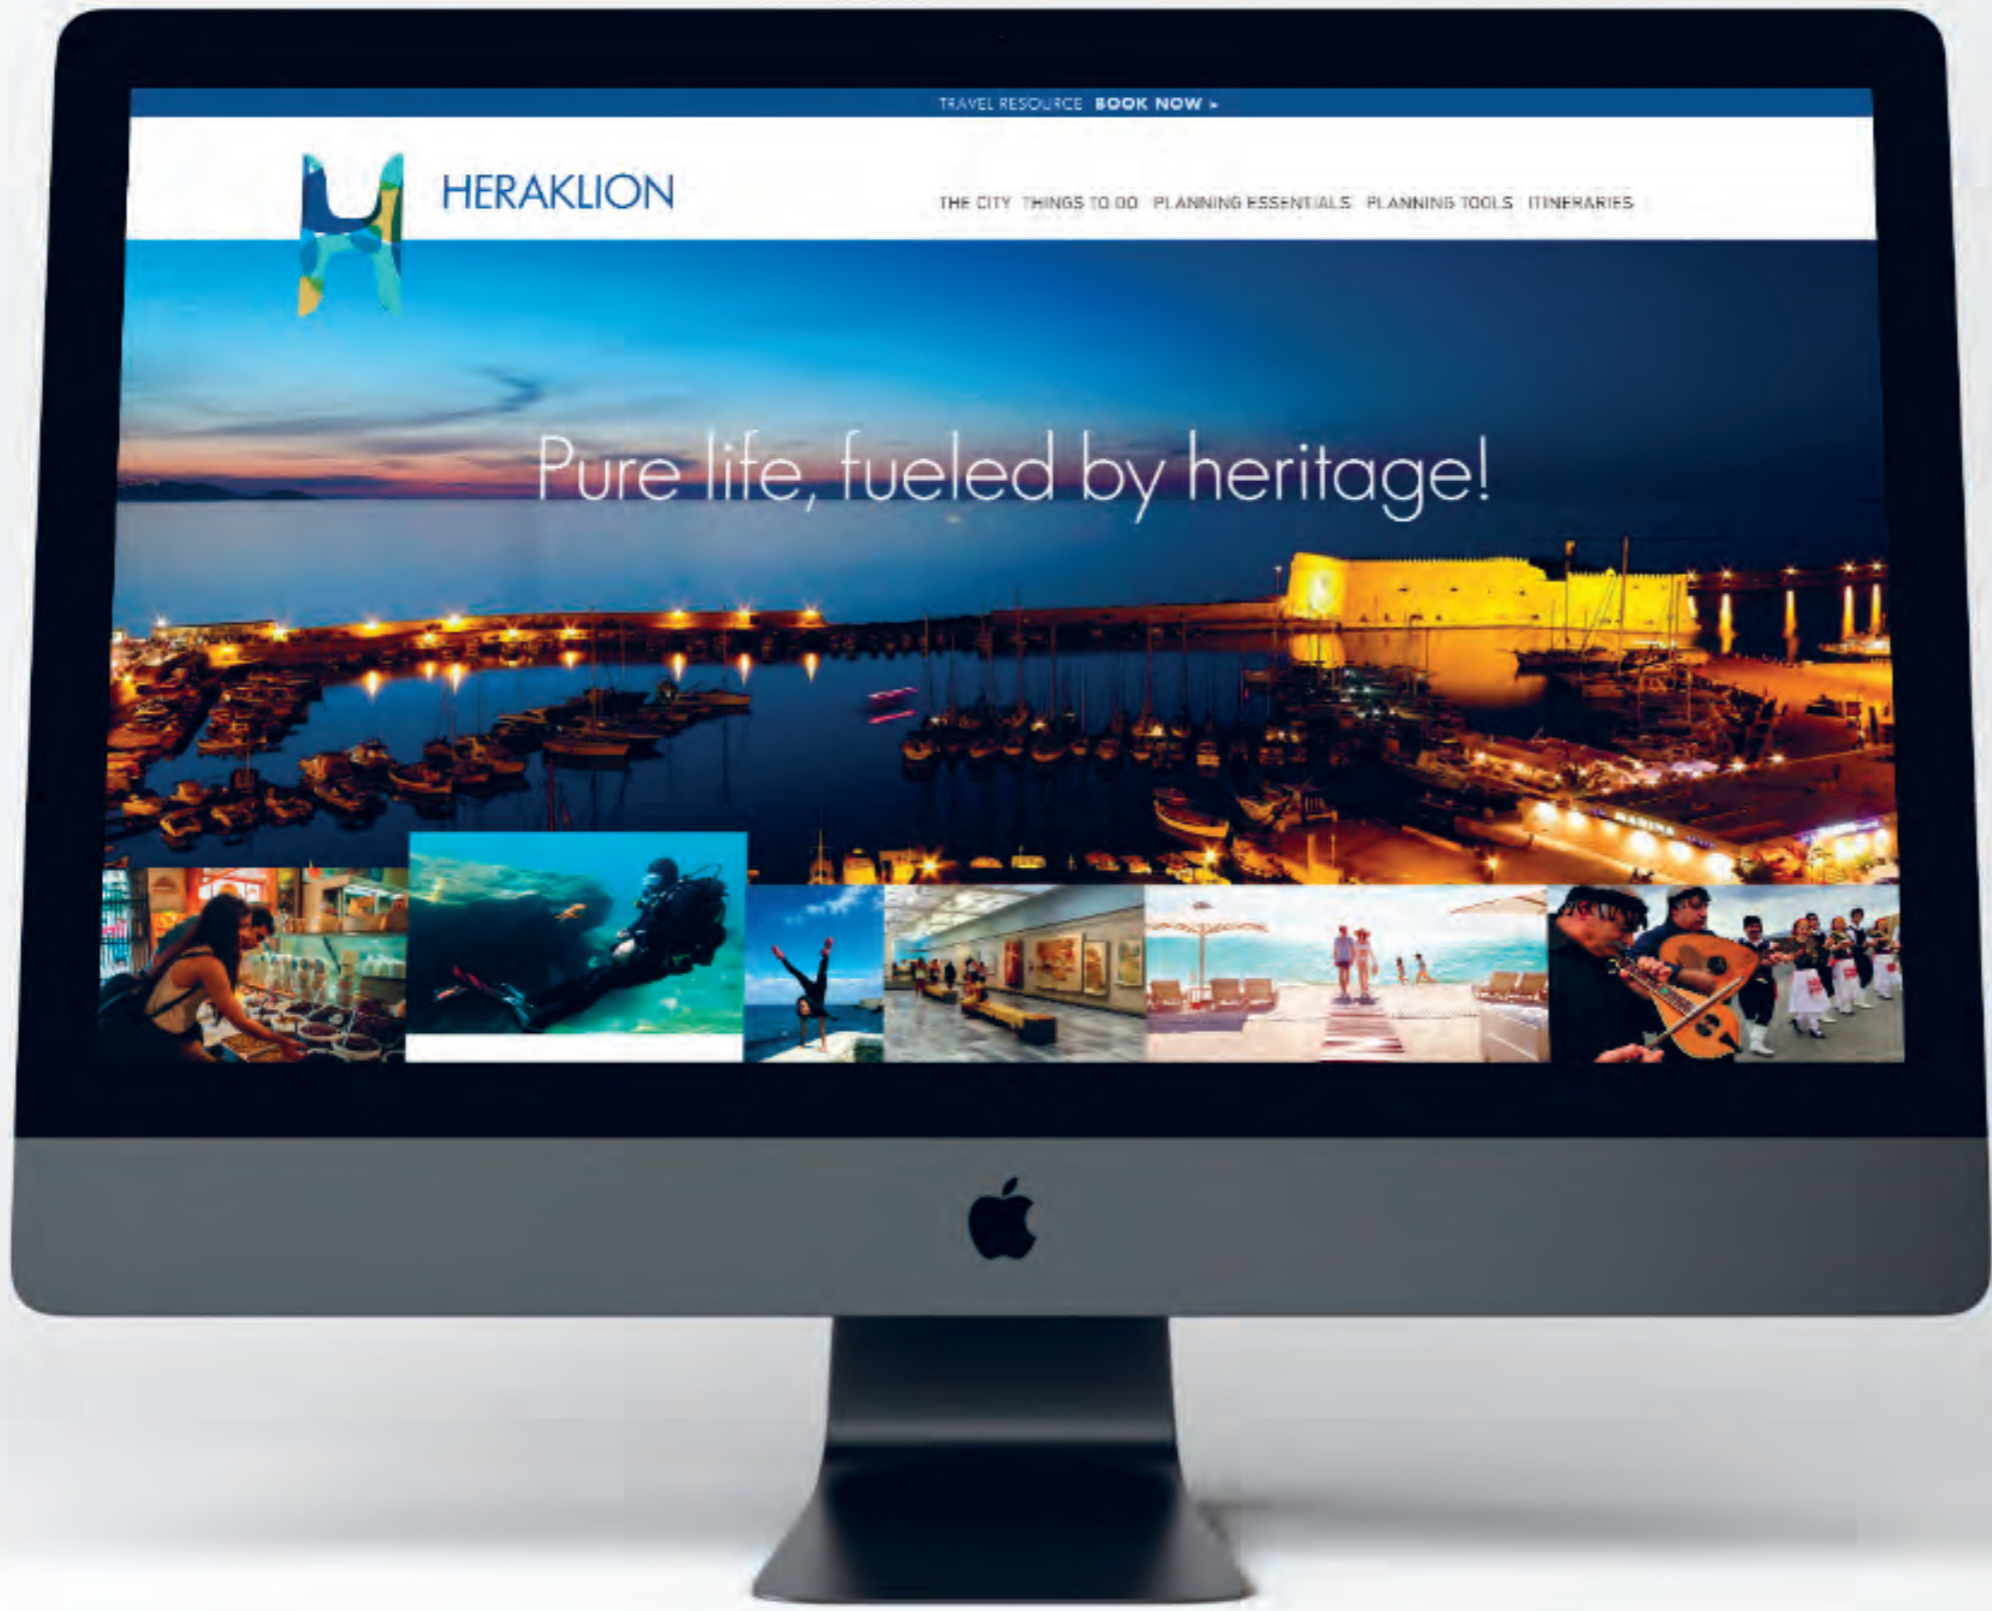 TRAVEL RESOURCE BOOK NOW >
HERAKLION
THE CITY THINGS TO DO PLANNING ESSENTIALS PLANNING TOOLS ITINERARIES
Pure life, fueled by heritage!
MARINA